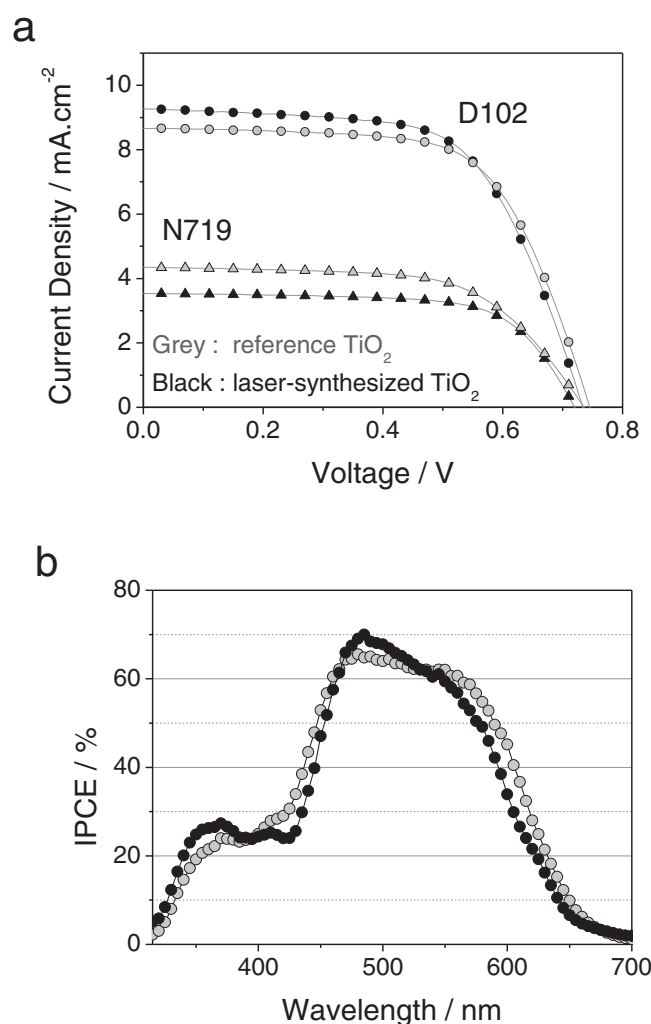 a
Current Density / mA.cm⁻²
10
8
6
4
2
0
D102
N719
Grey : reference TiO₂
Black : laser-synthesized TiO₂
0.0 0.2 0.4 0.6 0.8
Voltage / V
b
IPCE / %
80
60
40
20
0
400 500 600 700
Wavelength / nm